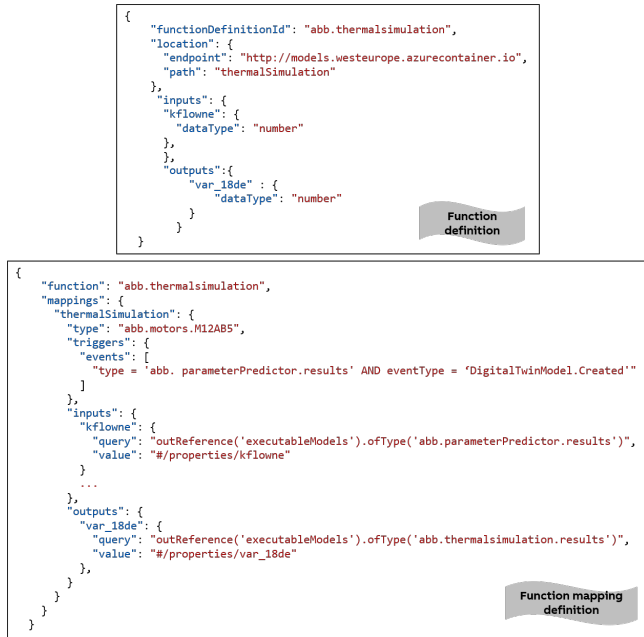 {
"functionDefinitionId": "abb.thermalsimulation",
"location": {
"endpoint": "http://models.westeurope.azurecontainer.io",
"path": "thermalSimulation"
},
"inputs": {
"kflowne": {
"dataType": "number"
},
},
"outputs":{
"var_18de" : {
"dataType": "number"
}
}
}
Function
definition
{
"function": "abb.thermalsimulation",
"mappings": {
"thermalSimulation": {
"type": "abb.motors.M12AB5",
"triggers": {
"events": [
"type = 'abb. parameterPredictor.results' AND eventType = ‘DigitalTwinModel.Created'"
]
},
"inputs": {
"kflowne": {
"query": "outReference('executableModels').ofType('abb.parameterPredictor.results')",
"value": "#/properties/kflowne"
}
...
},
"outputs": {
"var_18de": {
"query": "outReference('executableModels').ofType('abb.thermalsimulation.results')",
"value": "#/properties/var_18de"
},
}
}
}
}
Function mapping
definition